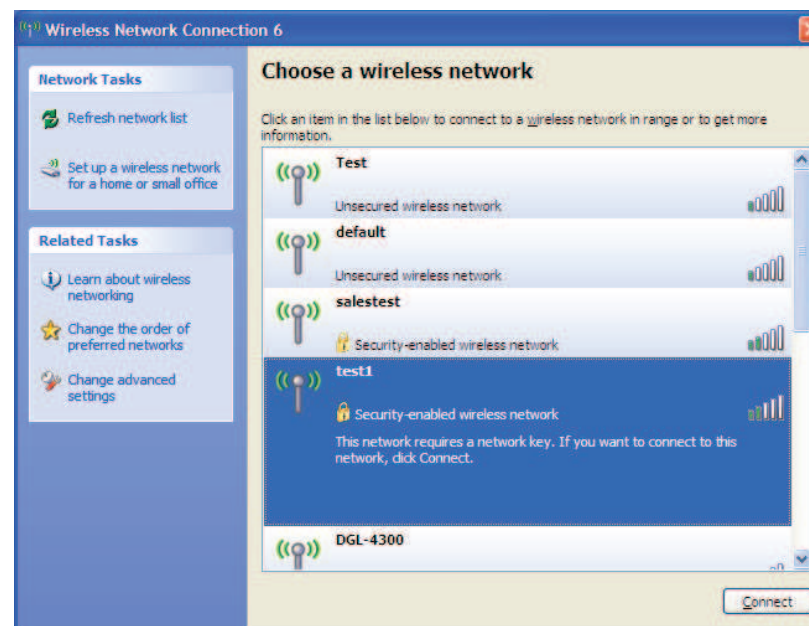 Wireless Network Connection 6
Network Tasks
Refresh network list
Set up a wireless network
for a home or small office
Related Tasks
Learn about wireless
networking
Change the order of
preferred networks
Change advanced
settings
Choose a wireless network
Click an item in the list below to connect to a wireless network in range or to get more
information.
Test
Unsecured wireless network
default
Unsecured wireless network
salestest
Security-enabled wireless network
test1
Security-enabled wireless network
This network requires a network key. If you want to connect to this
network, click Connect.
DGL-4300
Connect